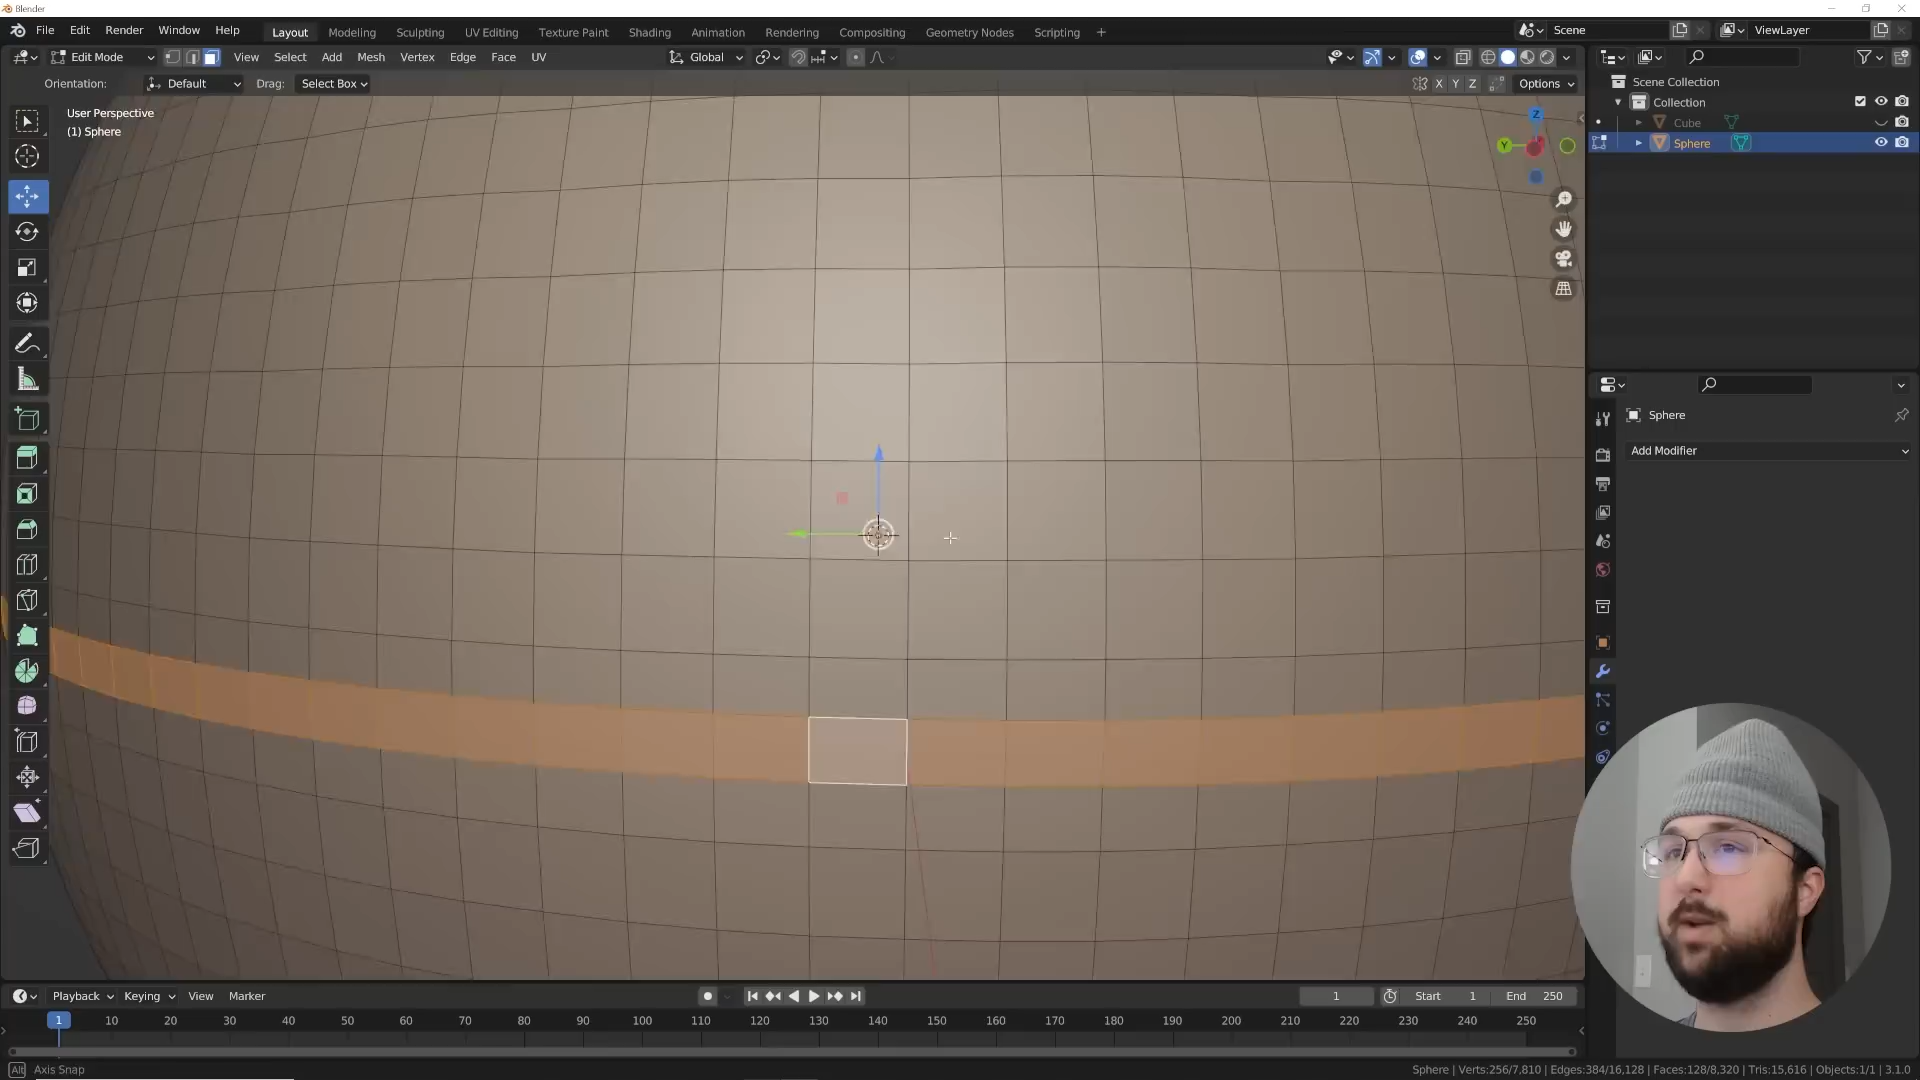 Blender
File Edit Render Window Help Layout Modeling Sculpting UV Editing Texture Paint Shading Animation Rendering Compositing Geometry Nodes Scripting + Scene ViewLayer
Edit Mode View Select Add Mesh Vertex Edge Face UV Global
Orientation: Default Drag: Select Box X Y Z Options
Scene Collection
Collection
Cube
Sphere
User Perspective
(1) Sphere
Z
Y
Sphere
Add Modifier
Playback Keying View Marker 1 Start 1 End 250
1 10 20 30 40 50 60 70 80 90 100 110 120 130 140 150 160 170 180 190 200 210 220 230 240 250
Alt Axis Snap
Sphere | Verts:256/7,810 | Edges:384/16,128 | Faces:128/8,320 | Tris:15,616 | Objects:1/1 | 3.1.0